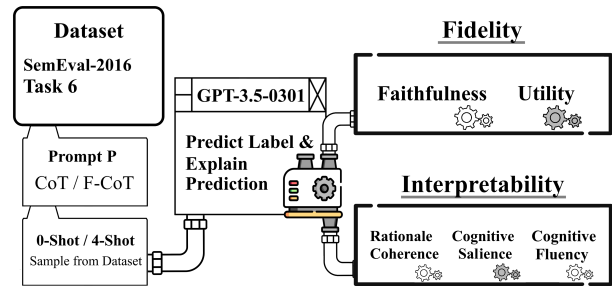 Dataset
SemEval-2016
Task 6
Prompt P
CoT / F-CoT
0-Shot / 4-Shot
Sample from Dataset
GPT-3.5-0301
Predict Label &
Explain
Prediction
Fidelity
Faithfulness Utility
Interpretability
Rationale Cognitive Cognitive
Coherence Salience Fluency